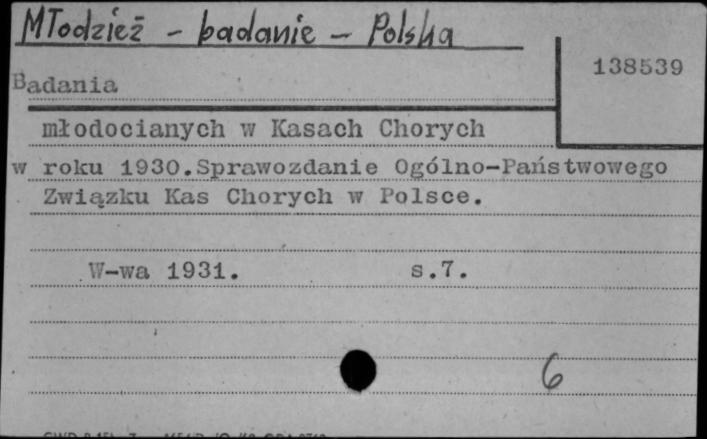 Młodzież - badanie - Polska
138539
Badania
młodocianych w Kasach Chorych
w roku 1930.Sprawozdanie Ogólno-Państwowego
Związku Kas Chorych w Polsce.
W-wa 1931. s.7.
6